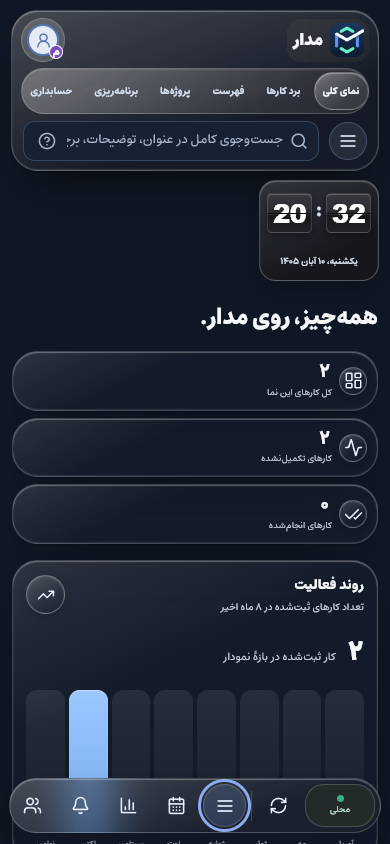 مدار
م
نمای کلی
برد کارها
فهرست
پروژه‌ها
برنامه‌ریزی
حسابداری
جست‌وجوی کامل در عنوان، توضیحات،
20 : 32
یکشنبه، ۱۰ آبان ۱۴۰۵
همه‌چیز، روی مدار.
۲
کل کارهای این نما
۲
کارهای تکمیل‌نشده
۰
کارهای انجام‌شده
روند فعالیت
تعداد کارهای ثبت‌شده در ۸ ماه اخیر
۲ کار ثبت‌شده در بازهٔ نمودار
محلی